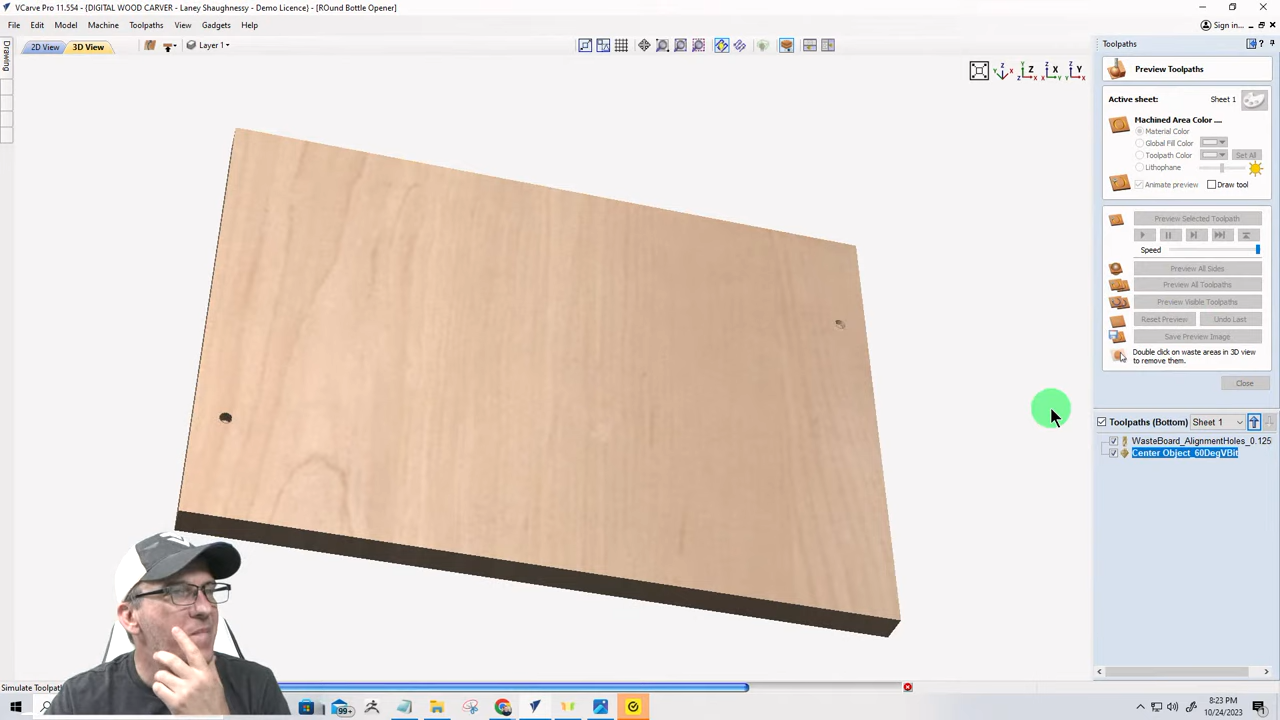 VCarve Pro 11.554 - {DIGITAL WOOD CARVER - Laney Shaughnessy - Demo Licence} - [ROund Bottle Opener]
File Edit Model Machine Toolpaths View Gadgets Help
Sign in...
Drawing
2D View 3D View
Layer 1
Toolpaths
Preview Toolpaths
Active sheet: Sheet 1
Machined Area Color ....
Material Color
Global Fill Color
Toolpath Color Set All
Lithophane
Animate preview Draw tool
Preview Selected Toolpath
Speed
Preview All Sides
Preview All Toolpaths
Preview Visible Toolpaths
Reset Preview Undo Last
Save Preview Image
Double click on waste areas in 3D view
to remove them.
Close
Toolpaths (Bottom) Sheet 1
WasteBoard_AlignmentHoles_0.125
Center Object_60DegVBit
Z X Y
Simulate Toolpat
99+
8:23 PM
10/24/2023